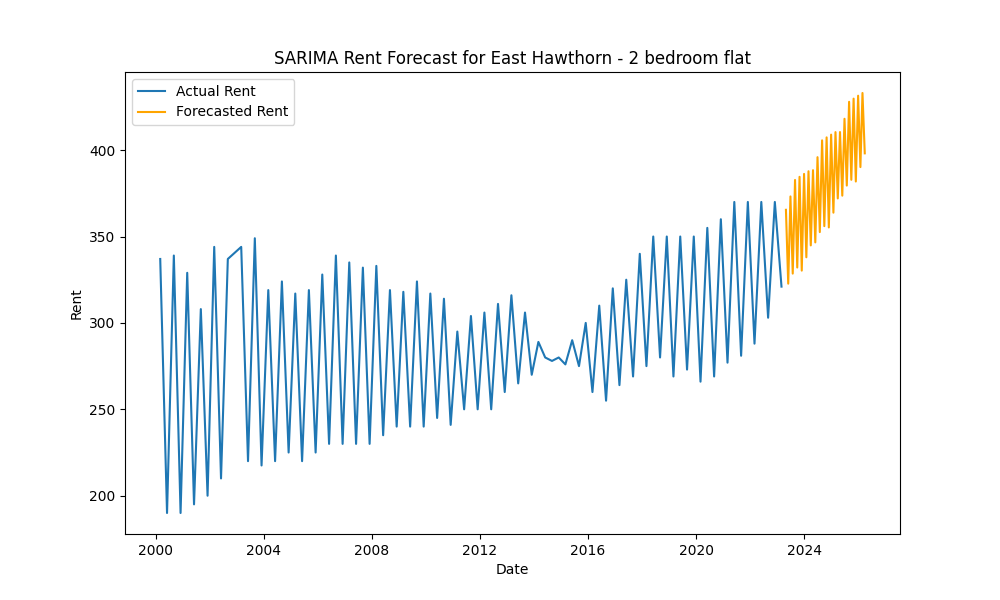 SARIMA Rent Forecast for East Hawthorn - 2 bedroom flat
Actual Rent
Forecasted Rent
400
350
300
250
200
Rent
2000 2004 2008 2012 2016 2020 2024
Date